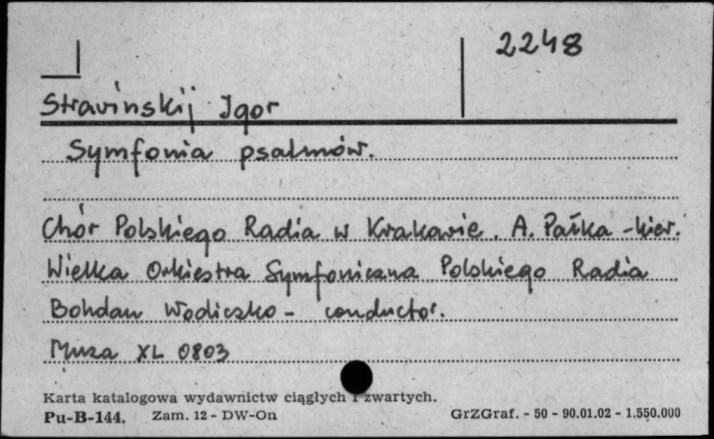 2248
Stravinskij Igor
Symfonia psalmów.
Chór Polskiego Radia w Krakowie. A. Pałka - kier.
Wielka Orkiestra Symfoniczna Polskiego Radia
Bohdan Wodiczko - conductor.
Muza XL 0803
Karta katalogowa wydawnictw ciągłych i zwartych.
Pu-B-144. Zam. 12 - DW-On GrZGraf. - 50 - 90.01.02 - 1.550.000